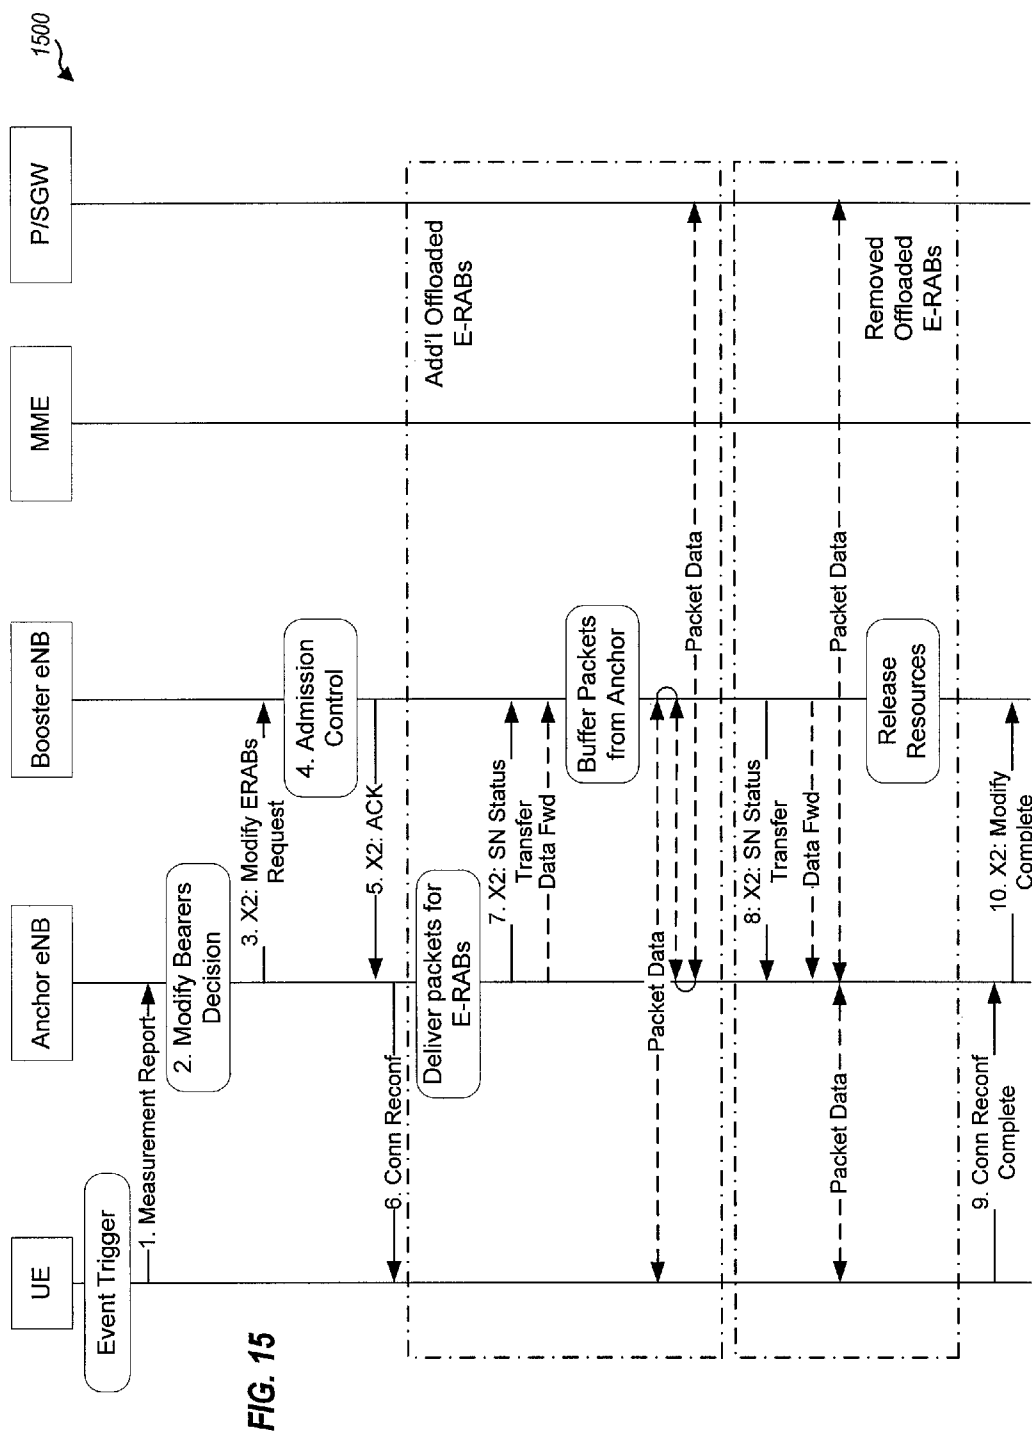 1500
UE
Anchor eNB
Booster eNB
MME
P/SGW
Event Trigger
1. Measurement Report
2. Modify Bearers
Decision
3. X2: Modify ERABs
Request
4. Admission
Control
5. X2: ACK
6. Conn Reconf
Add'l Offloaded
E-RABs
Deliver packets for
E-RABs
7. X2: SN Status
Transfer
Data Fwd
Buffer Packets
from Anchor
Packet Data
Packet Data
8: X2: SN Status
Transfer
Data Fwd
Packet Data
Packet Data
Removed
Offloaded
E-RABs
Release
Resources
9. Conn Reconf
Complete
10. X2: Modify
Complete
FIG. 15